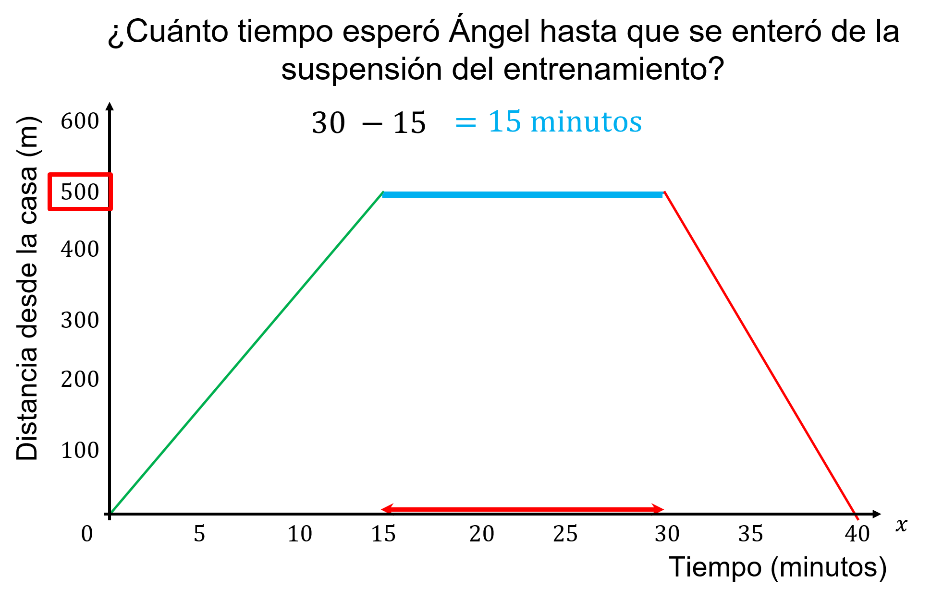 ¿Cuánto tiempo esperó Ángel hasta que se enteró de la
suspensión del entrenamiento?
30 − 15 = 15 minutos
Distancia desde la casa (m)
600
500
400
300
200
100
0 5 10 15 20 25 30 35 40 x
Tiempo (minutos)